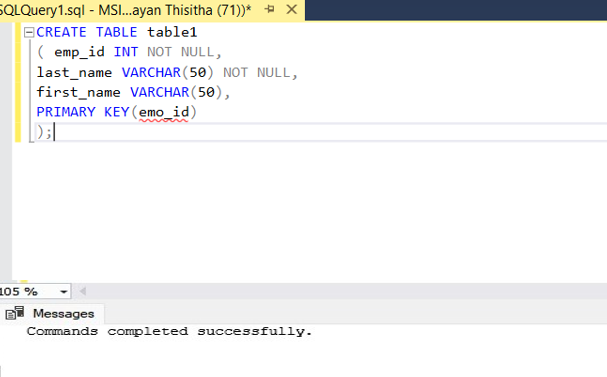 SQLQuery1.sql - MSI...ayan Thisitha (71))*
CREATE TABLE table1
( emp_id INT NOT NULL,
last_name VARCHAR(50) NOT NULL,
first_name VARCHAR(50),
PRIMARY KEY(emo_id)
);
105 %
Messages
Commands completed successfully.